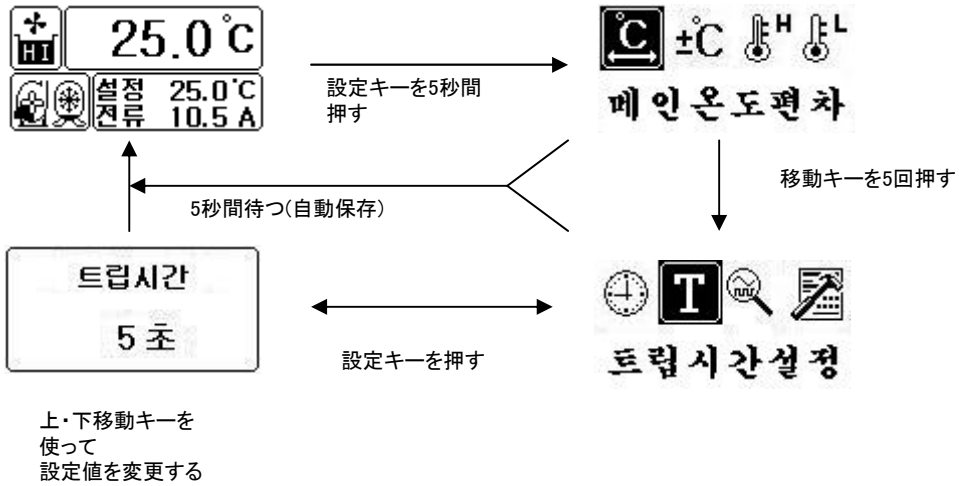 HI
25.0℃
설정 25.0℃
전류 10.5 A
設定キーを5秒間
押す
℃ ±℃ H L
메인온도편차
移動キーを5回押す
5秒間待つ(自動保存)
트립시간
5 초
設定キーを押す
T
트립시간설정
上・下移動キーを
使って
設定値を変更する